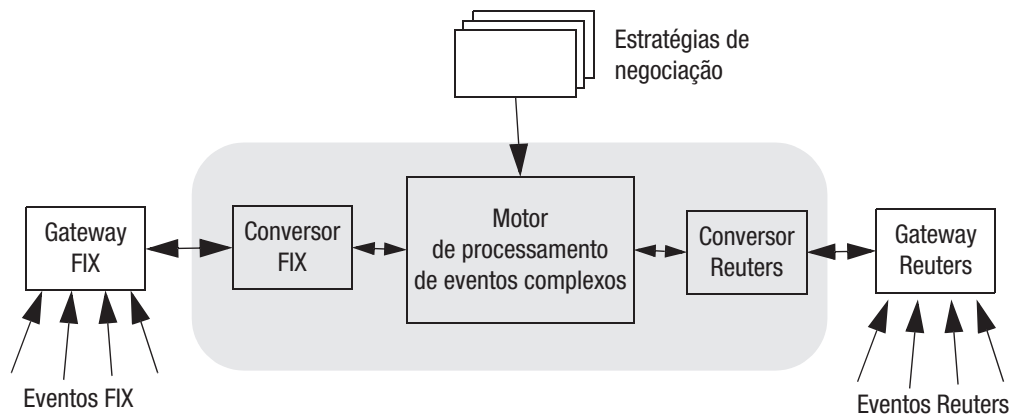 Estratégias de
negociação
Gateway
FIX
Conversor
FIX
Motor
de processamento
de eventos complexos
Conversor
Reuters
Gateway
Reuters
Eventos FIX
Eventos Reuters